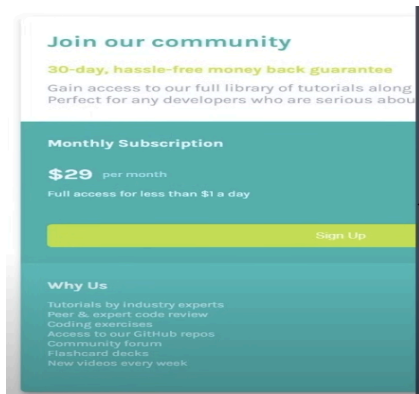 Join our community
30-day, hassle-free money back guarantee
Gain access to our full library of tutorials along
Perfect for any developers who are serious abou
Monthly Subscription
$29 per month
Full access for less than $1 a day
Sign Up
Why Us
Tutorials by industry experts
Peer & expert code review
Coding exercises
Access to our GitHub repos
Community forum
Flashcard decks
New videos every week